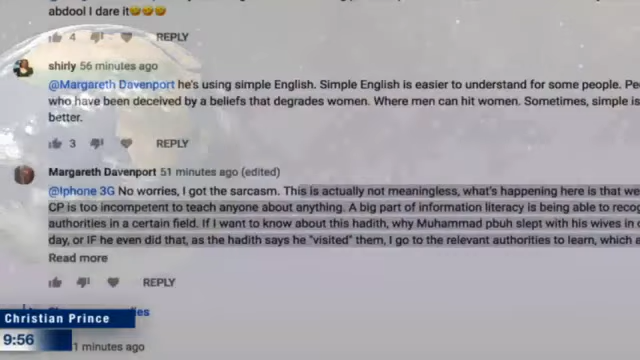 abdool I dare it🤣🤣🤣
4 REPLY
shirly 56 minutes ago
@Margareth Davenport he's using simple English. Simple English is easier to understand for some people. Pe
who have been deceived by a beliefs that degrades women. Where men can hit women. Sometimes, simple is
better.
3 REPLY
Margareth Davenport 51 minutes ago (edited)
@Iphone 3G No worries, I got the sarcasm. This is actually not meaningless, what's happening here is that we
CP is too incompetent to teach anyone about anything. A big part of information literacy is being able to recog
authorities in a certain field. If I want to know about this hadith, why Muhammad pbuh slept with his wives in
day, or IF he even did that, as the hadith says he "visited" them, I go to the relevant authorities to learn, which a
Read more
REPLY
Christian Prince
9:56
1 minutes ago